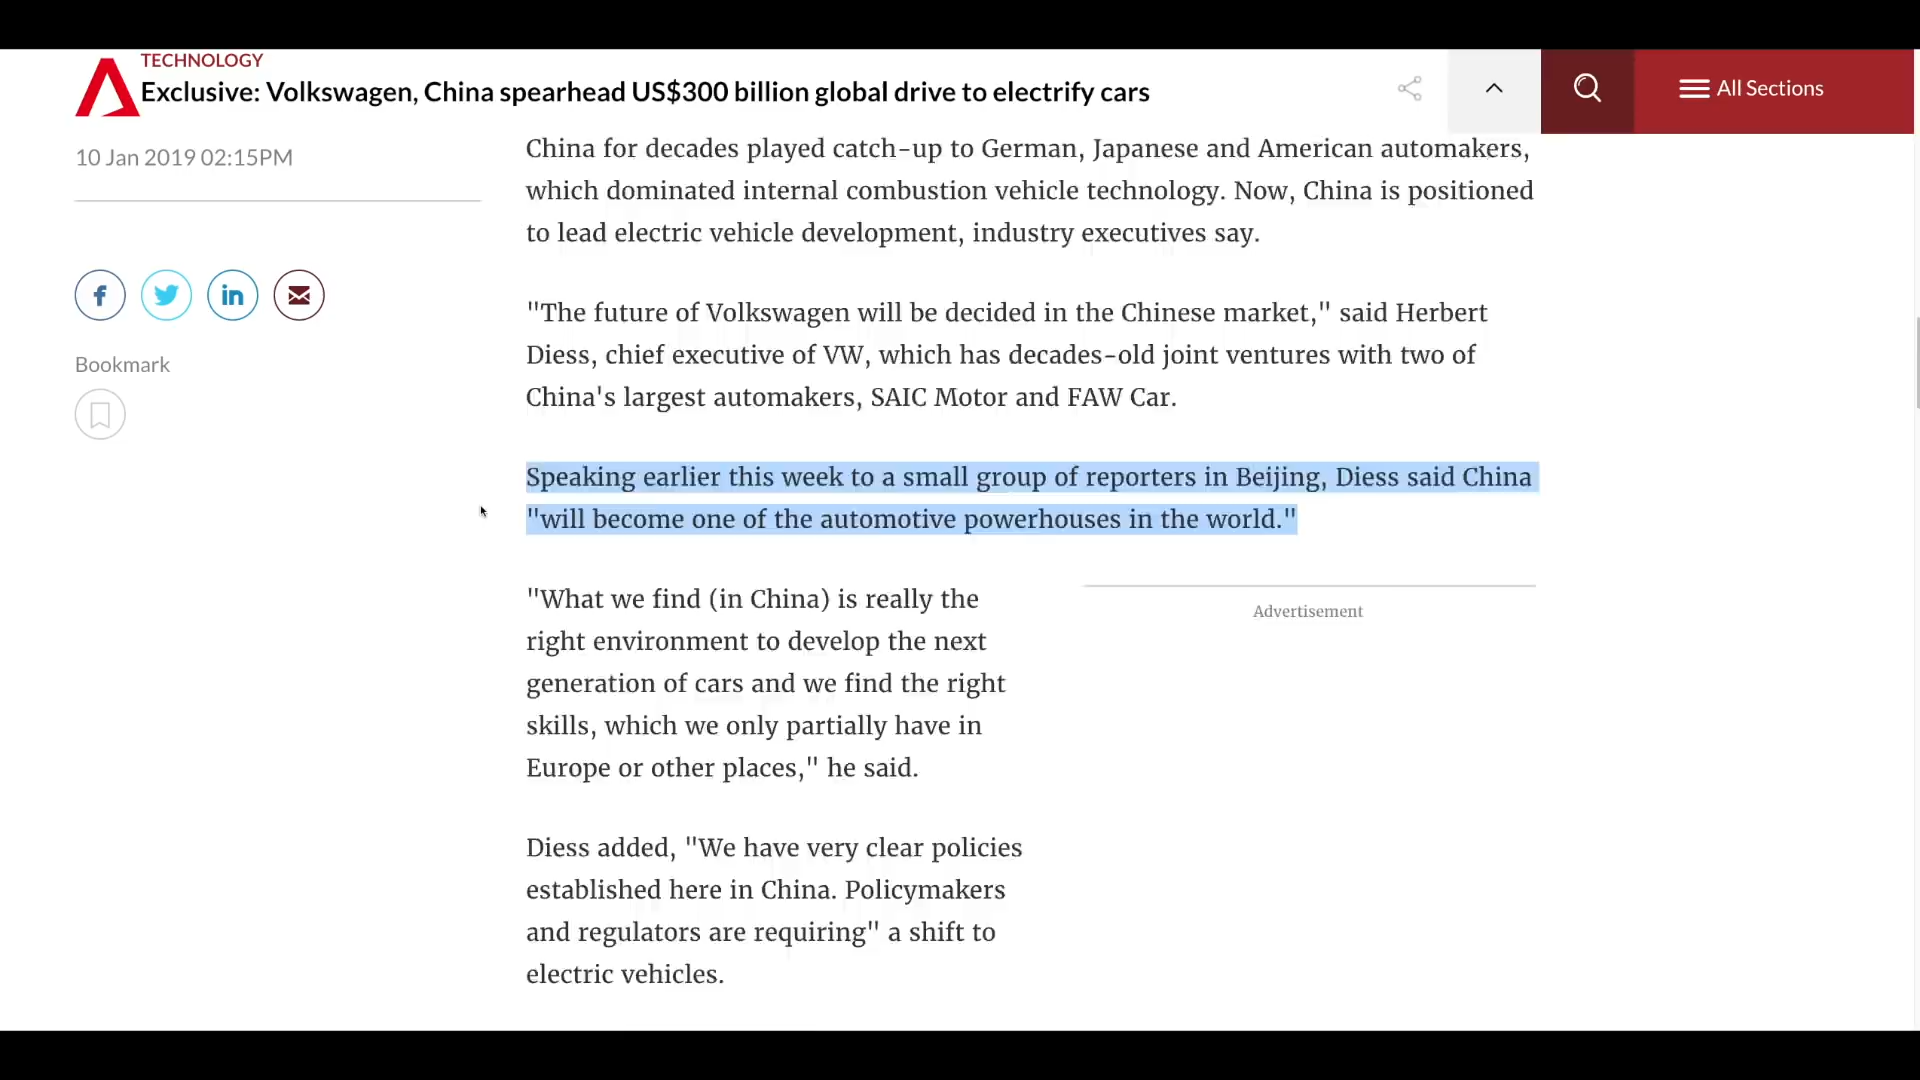 TECHNOLOGY
Exclusive: Volkswagen, China spearhead US$300 billion global drive to electrify cars
All Sections
10 Jan 2019 02:15PM
Bookmark
China for decades played catch-up to German, Japanese and American automakers,
which dominated internal combustion vehicle technology. Now, China is positioned
to lead electric vehicle development, industry executives say.
"The future of Volkswagen will be decided in the Chinese market," said Herbert
Diess, chief executive of VW, which has decades-old joint ventures with two of
China's largest automakers, SAIC Motor and FAW Car.
Speaking earlier this week to a small group of reporters in Beijing, Diess said China
"will become one of the automotive powerhouses in the world."
"What we find (in China) is really the
right environment to develop the next
generation of cars and we find the right
skills, which we only partially have in
Europe or other places," he said.
Diess added, "We have very clear policies
established here in China. Policymakers
and regulators are requiring" a shift to
electric vehicles.
Advertisement